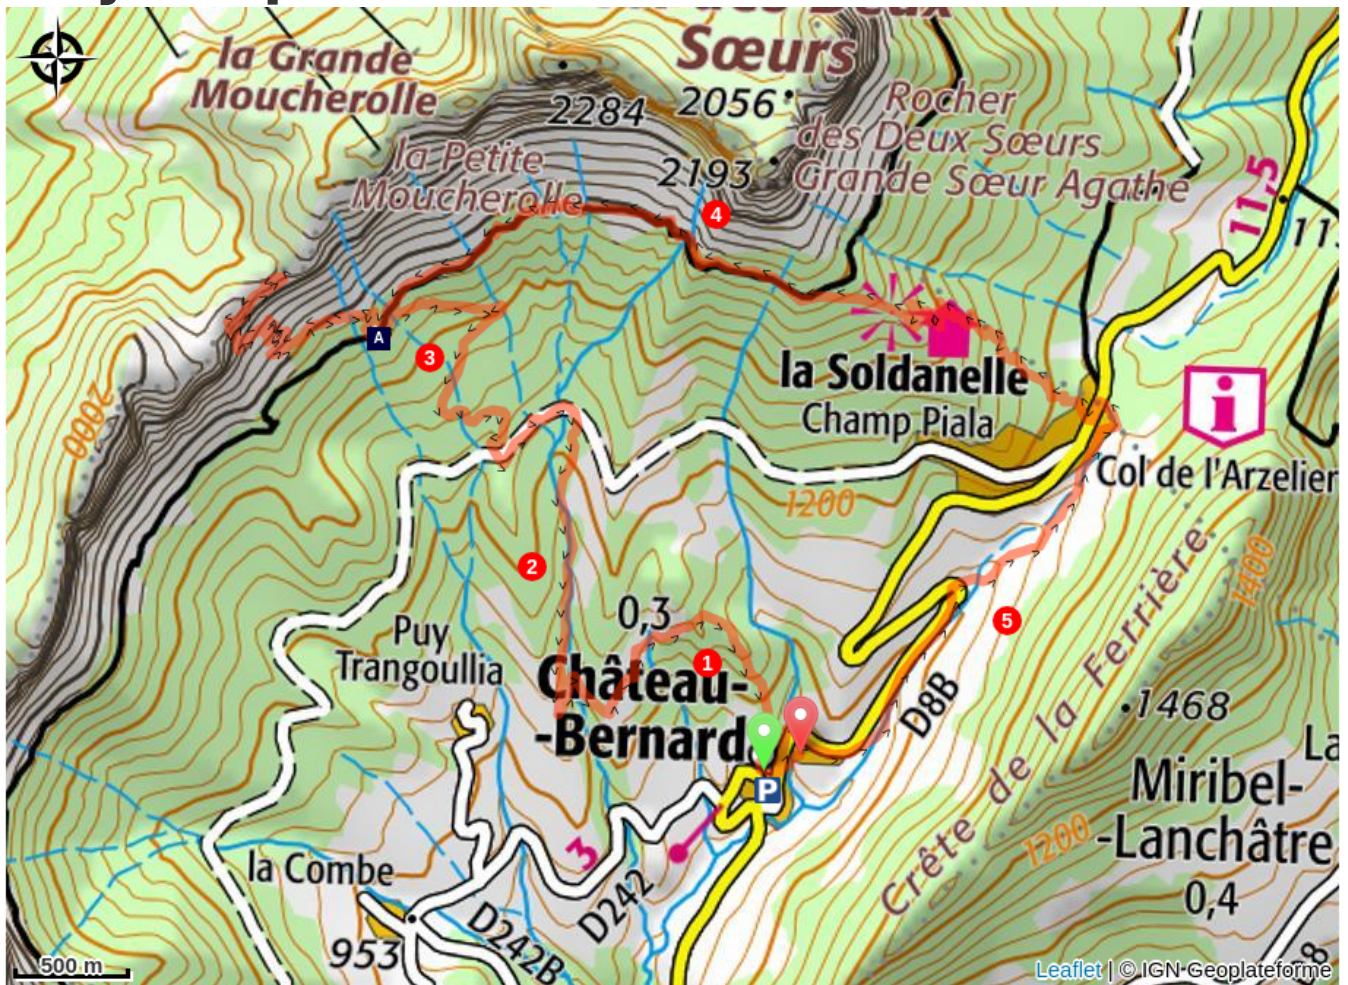 Sœurs
la Grande
Moucherolle
2284
2056
Rocher
des Deux Sœurs
Grande Sœur Agathe
la Petite
Moucherolle
2193
4
11,5
A
3
la Soldanelle
Champ Piala
i
Col de l'Arzelier
2000
1200
1400
2
0,3
Puy
Trangoullia
1
5
Château-
-Bernard
D8B
Crête de la Ferrière
1468
P
Miribel-
-Lanchâtre
0,4
1200
la Combe
3
D242
D242B
953
500 m
Leaflet | © IGN-Geoplateforme